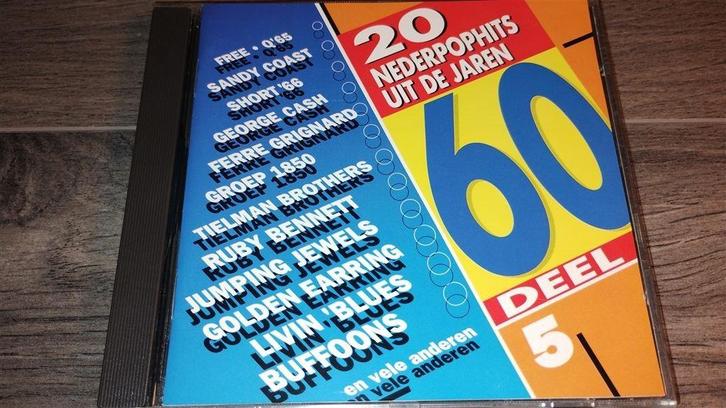 20
NEDERPOPHITS
UIT DE JAREN
60
DEEL
5
FREE • Q'65
SANDY COAST
SHORT '66
GEORGE CASH
FERRE GRIGNARD
GROEP 1850
TIELMAN BROTHERS
RUBY BENNETT
JUMPING JEWELS
GOLDEN EARRING
LIVIN' BLUES
BUFFOONS
en vele anderen